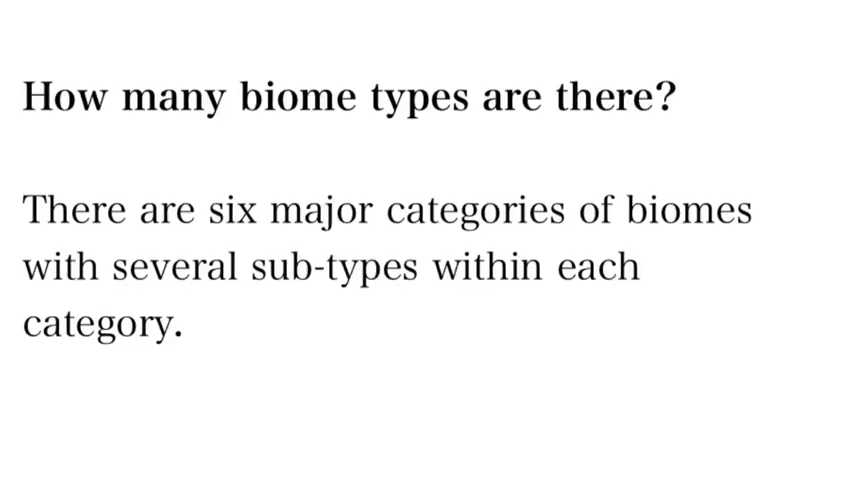 How many biome types are there?
There are six major categories of biomes
with several sub-types within each
category.